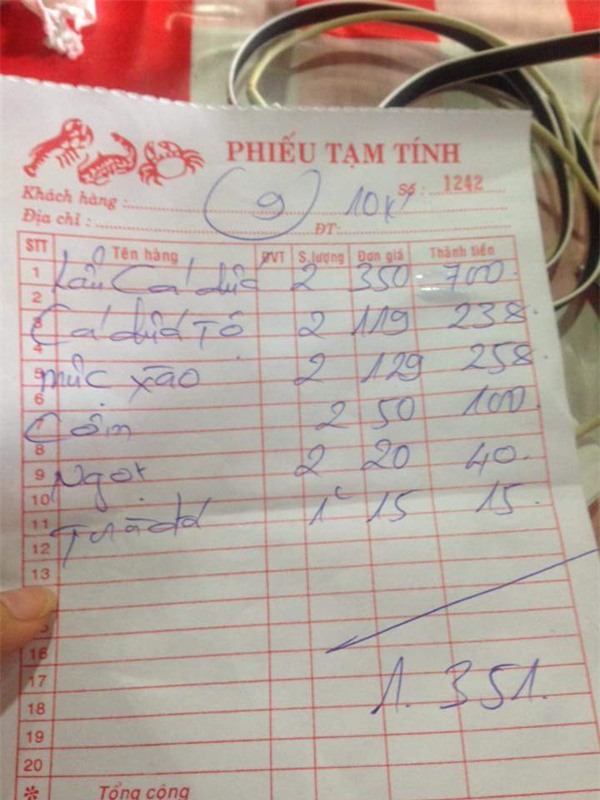 PHIẾU TẠM TÍNH
Số : 1242
Khách hàng : 9 10k
Địa chỉ : ĐT:
STT Tên hàng ĐVT S.lượng Đơn giá Thành tiền
1 Lẩu Cá dứa 2 350 700.
2
3 Cá dứa Tộ 2 119 238.
4
5 mực xào 2 129 258.
6
7 Cơm 2 50 100.
8
9 Ngọt 2 20 40.
10
11 Trà đá 1 15 15.
12
13
16
17 1.351.
18
19
20
* Tổng cộng